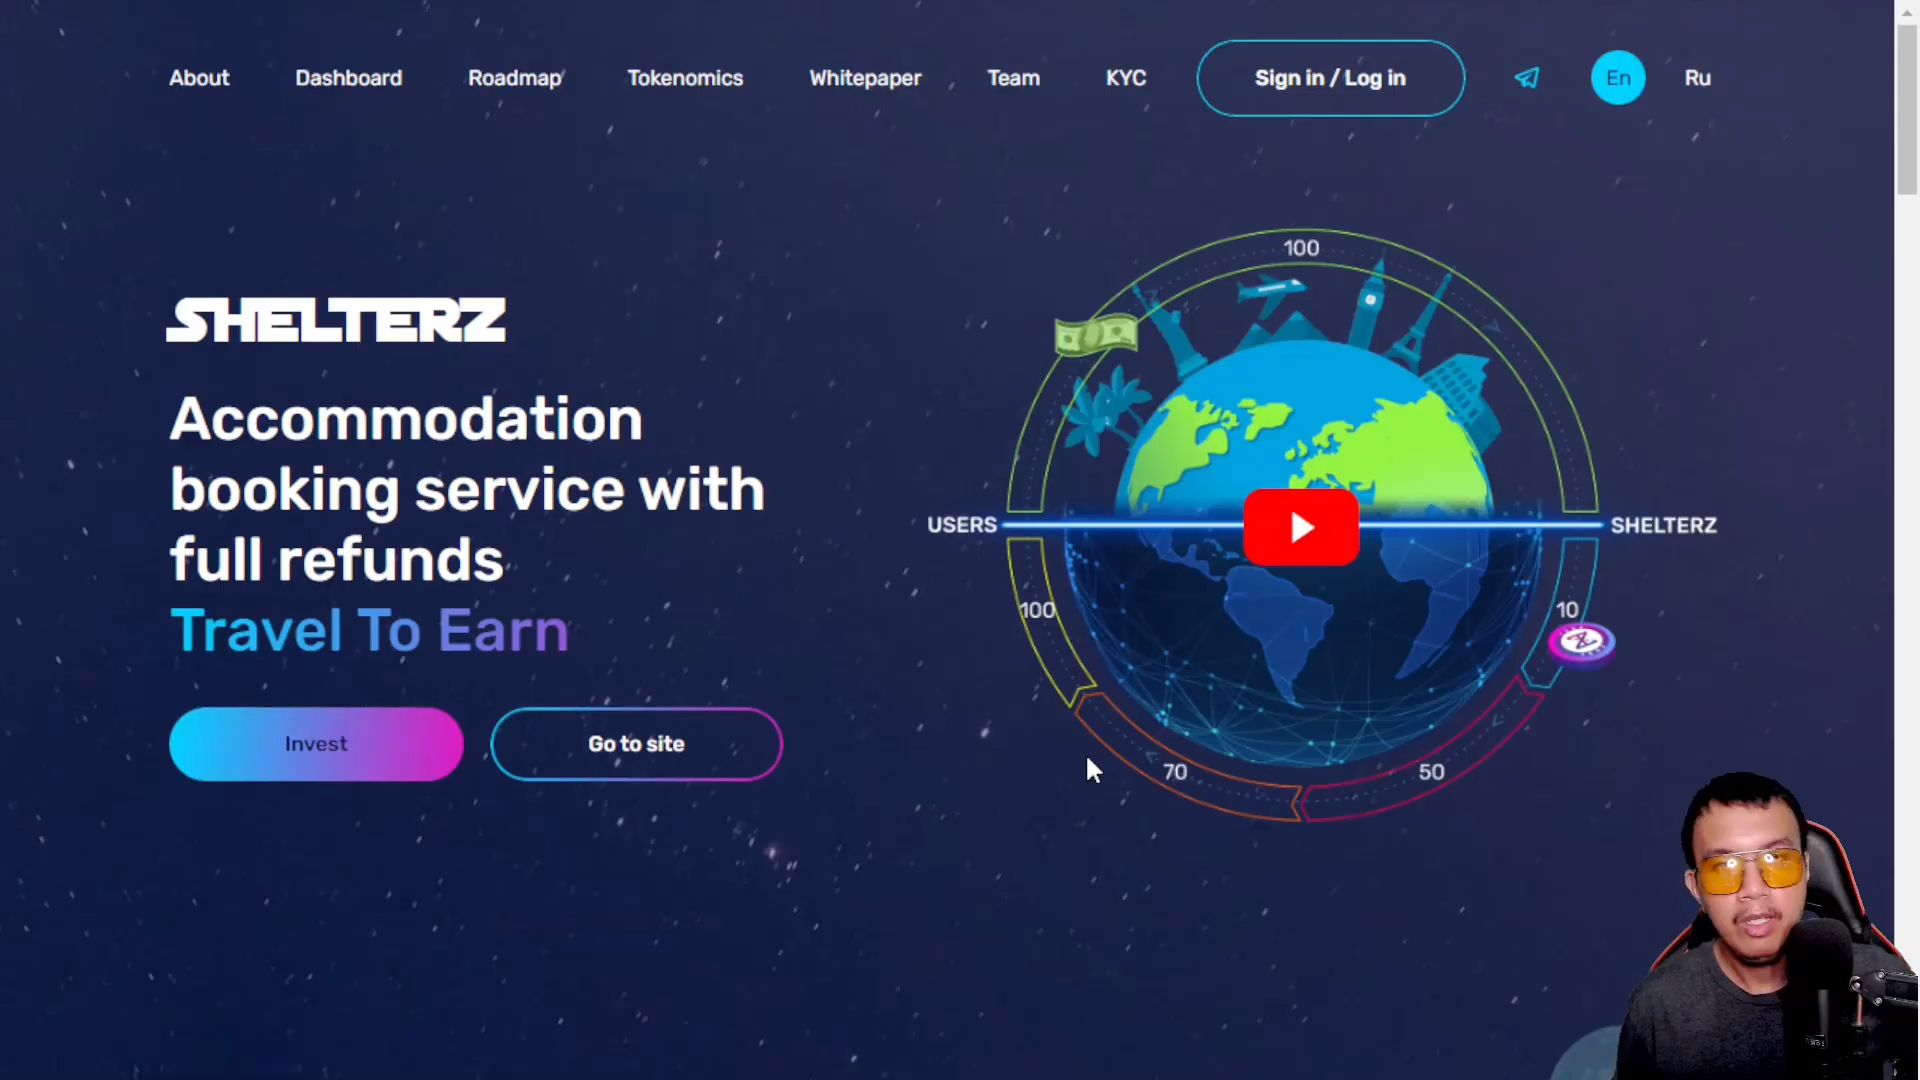 About Dashboard Roadmap Tokenomics Whitepaper Team KYC Sign in / Log in En Ru
SHELTERZ
Accommodation
booking service with
full refunds
Travel To Earn
Invest Go to site
100
USERS SHELTERZ
100 10
70 50